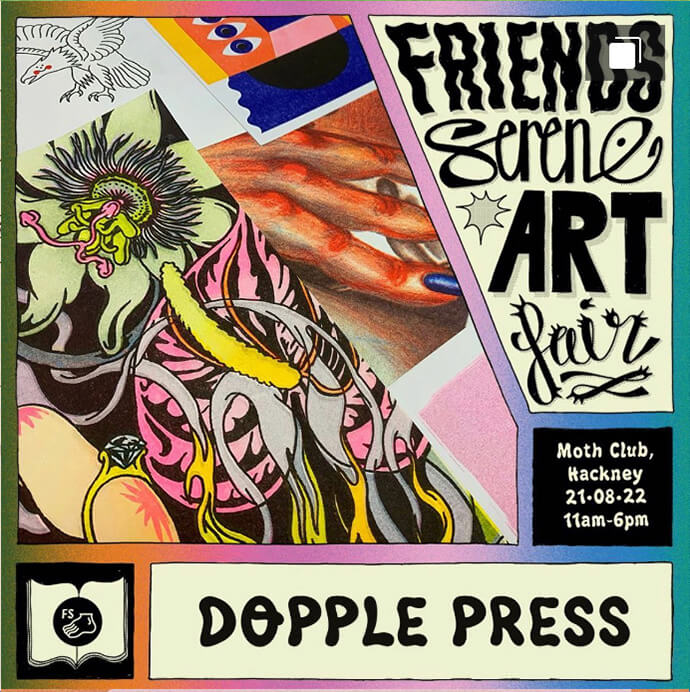 FRIENDS
Serene
ART
fair
Moth Club,
Hackney
21·08·22
11am-6pm
FS
DOPPLE PRESS